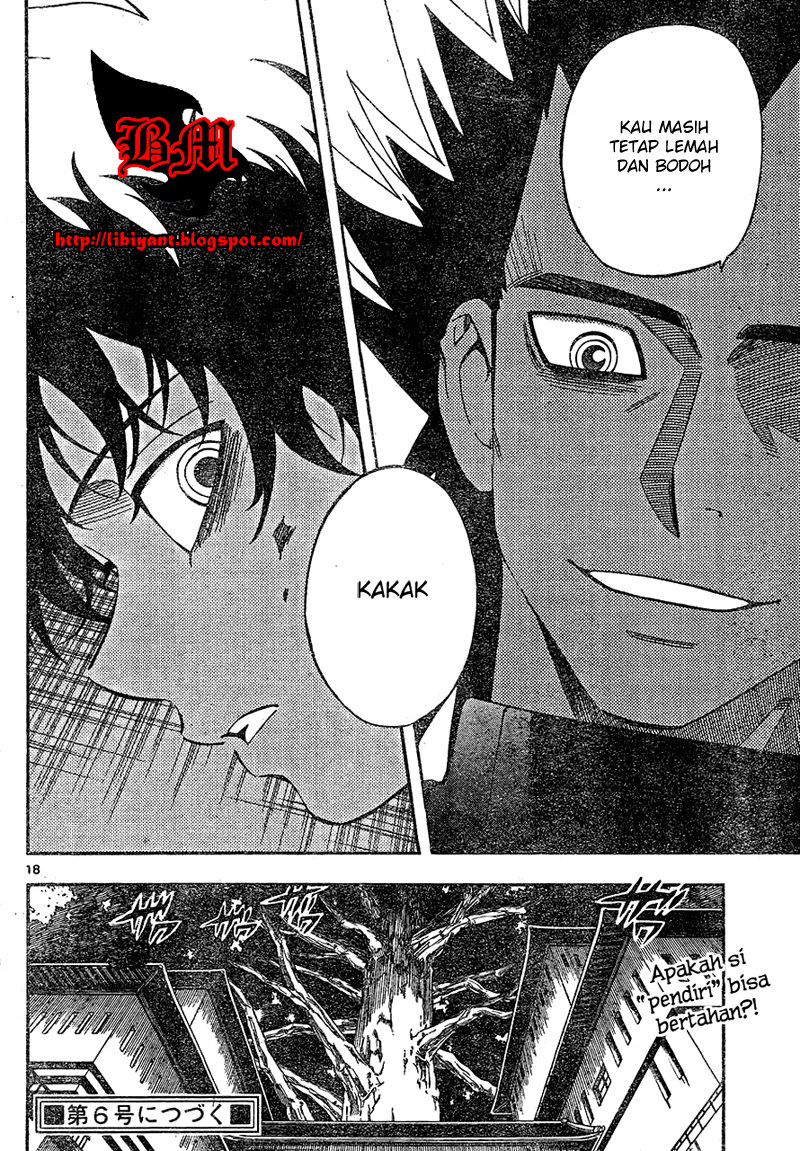 KAU MASIH
TETAP LEMAH
DAN BODOH
...
BM
http://libiyant.blogspot.com/
KAKAK
18
Apakah si
"pendiri" bisa
bertahan?!
第6号につづく